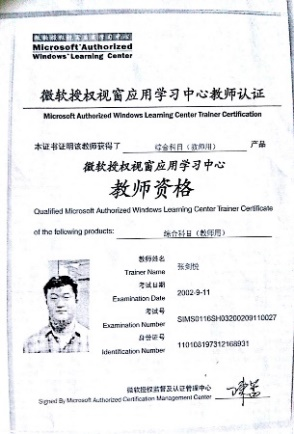 Microsoft Authorized
Windows Learning Center
微软授权视窗应用学习中心教师认证
Microsoft Authorized Windows Learning Center Trainer Certification
本证书证明该教师获得了 综合科目（教师用） 产品
微软授权视窗应用学习中心
教师资格
Qualified Microsoft Authorized Windows Learning Center Trainer Certificate
of the following products: 综合科目（教师用）
教师姓名
Trainer Name 张剑悦
考试日期
Examination Date 2002-9-11
考试号
Examination Number SIMS0116SH03200209110027
身份证号
Identification Number 110108197312168931
微软授权监督及认证管理中心
Signed By Microsoft Authorized Certification Management Center